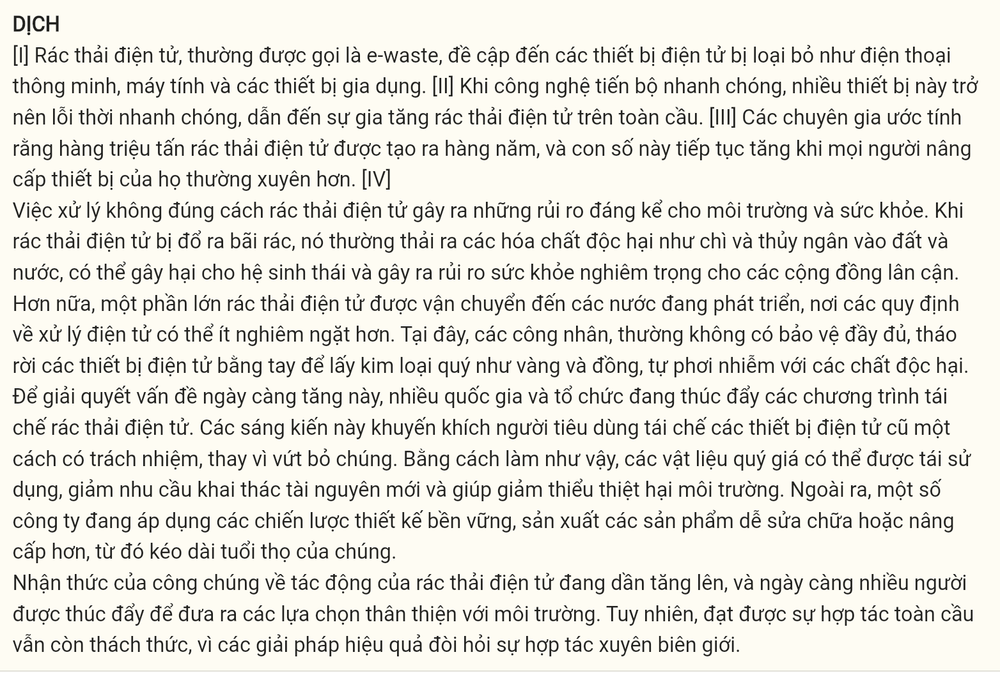 DỊCH
[I] Rác thải điện tử, thường được gọi là e-waste, đề cập đến các thiết bị điện tử bị loại bỏ như điện thoại
thông minh, máy tính và các thiết bị gia dụng. [II] Khi công nghệ tiến bộ nhanh chóng, nhiều thiết bị này trở
nên lỗi thời nhanh chóng, dẫn đến sự gia tăng rác thải điện tử trên toàn cầu. [III] Các chuyên gia ước tính
rằng hàng triệu tấn rác thải điện tử được tạo ra hàng năm, và con số này tiếp tục tăng khi mọi người nâng
cấp thiết bị của họ thường xuyên hơn. [IV]
Việc xử lý không đúng cách rác thải điện tử gây ra những rủi ro đáng kể cho môi trường và sức khỏe. Khi
rác thải điện tử bị đổ ra bãi rác, nó thường thải ra các hóa chất độc hại như chì và thủy ngân vào đất và
nước, có thể gây hại cho hệ sinh thái và gây ra rủi ro sức khỏe nghiêm trọng cho các cộng đồng lân cận.
Hơn nữa, một phần lớn rác thải điện tử được vận chuyển đến các nước đang phát triển, nơi các quy định
về xử lý điện tử có thể ít nghiêm ngặt hơn. Tại đây, các công nhân, thường không có bảo vệ đầy đủ, tháo
rời các thiết bị điện tử bằng tay để lấy kim loại quý như vàng và đồng, tự phơi nhiễm với các chất độc hại.
Để giải quyết vấn đề ngày càng tăng này, nhiều quốc gia và tổ chức đang thúc đẩy các chương trình tái
chế rác thải điện tử. Các sáng kiến này khuyến khích người tiêu dùng tái chế các thiết bị điện tử cũ một
cách có trách nhiệm, thay vì vứt bỏ chúng. Bằng cách làm như vậy, các vật liệu quý giá có thể được tái sử
dụng, giảm nhu cầu khai thác tài nguyên mới và giúp giảm thiểu thiệt hại môi trường. Ngoài ra, một số
công ty đang áp dụng các chiến lược thiết kế bền vững, sản xuất các sản phẩm dễ sửa chữa hoặc nâng
cấp hơn, từ đó kéo dài tuổi thọ của chúng.
Nhận thức của công chúng về tác động của rác thải điện tử đang dần tăng lên, và ngày càng nhiều người
được thúc đẩy để đưa ra các lựa chọn thân thiện với môi trường. Tuy nhiên, đạt được sự hợp tác toàn cầu
vẫn còn thách thức, vì các giải pháp hiệu quả đòi hỏi sự hợp tác xuyên biên giới.